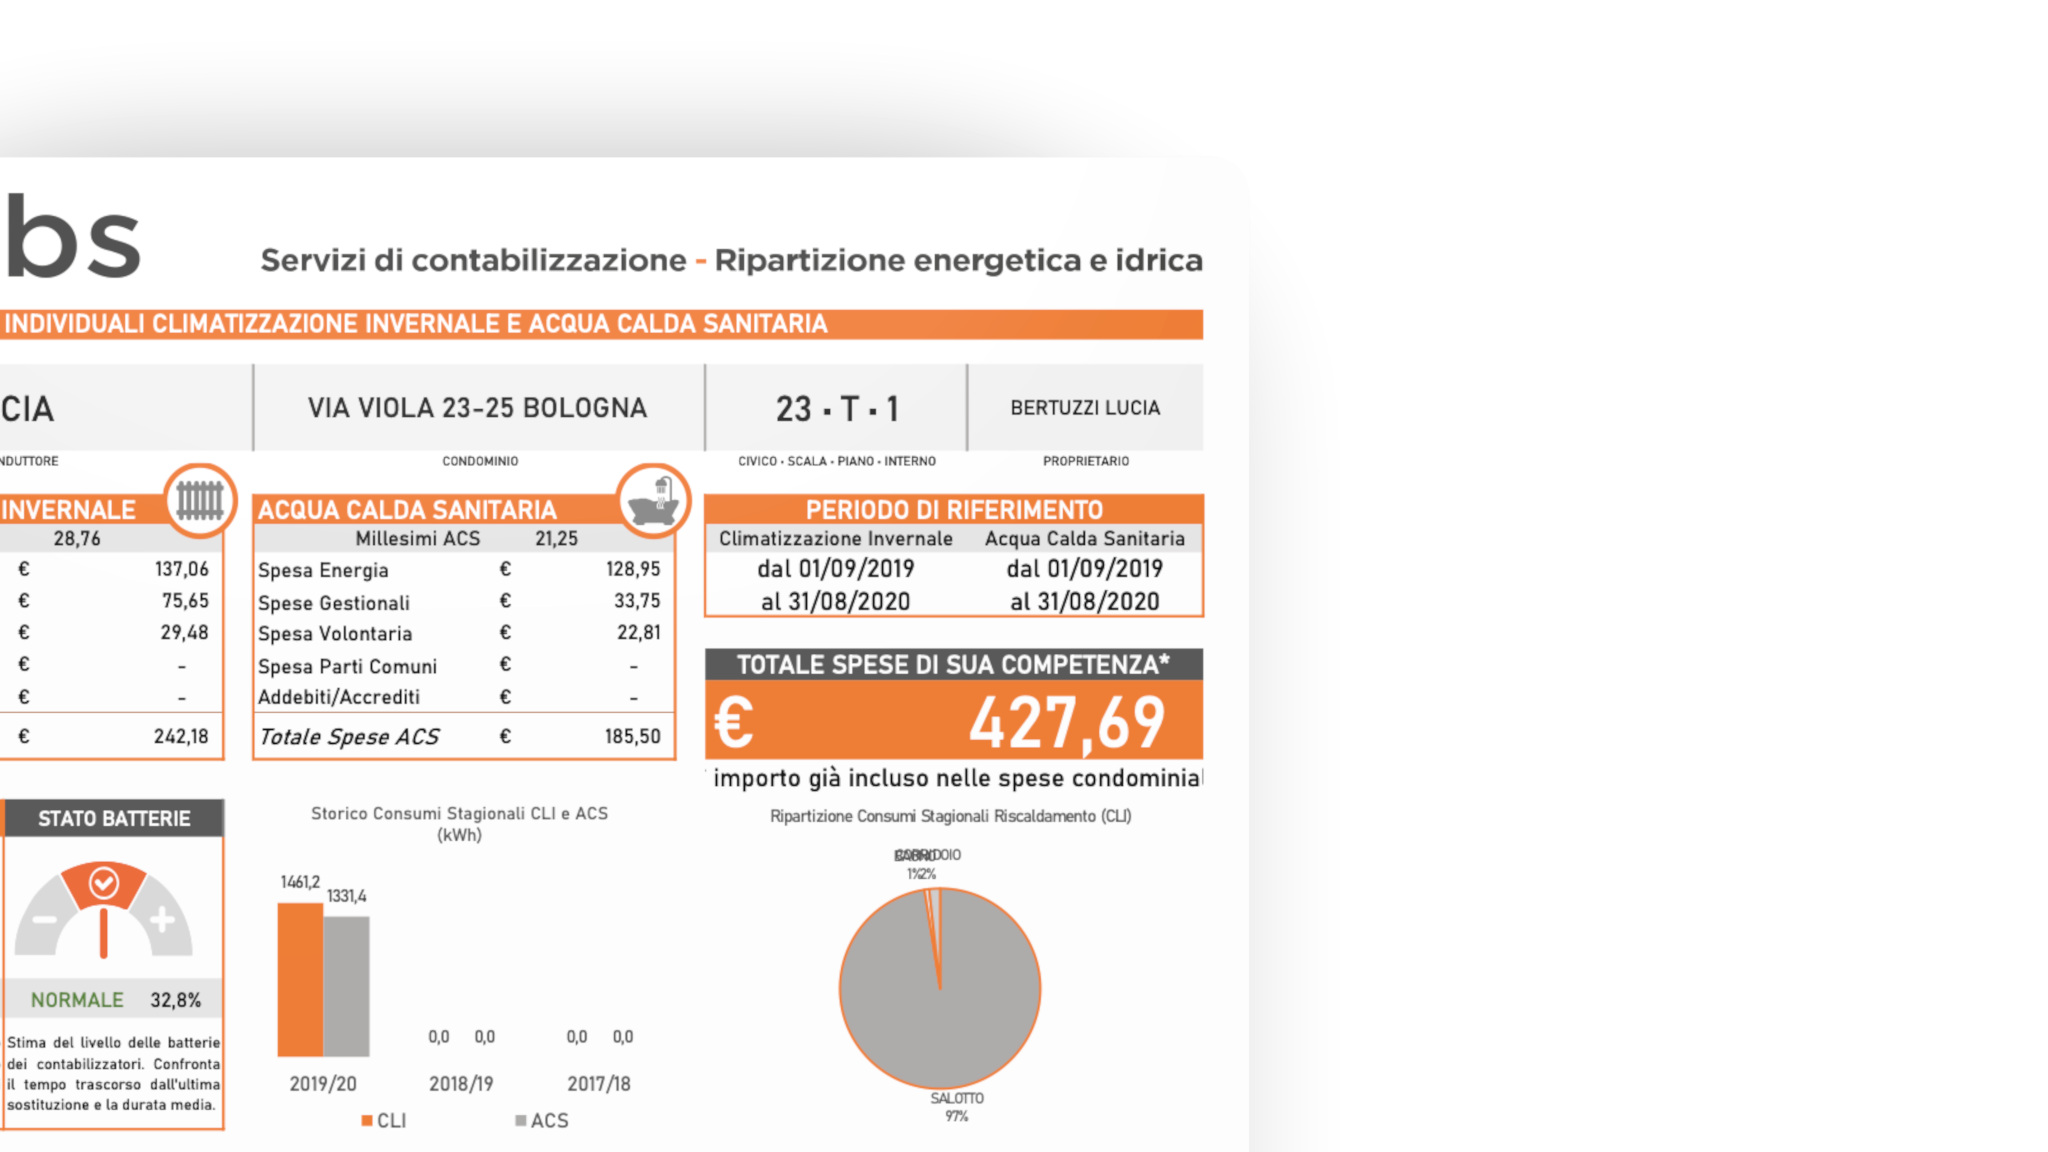 bs
Servizi di contabilizzazione - Ripartizione energetica e idrica
INDIVIDUALI CLIMATIZZAZIONE INVERNALE E ACQUA CALDA SANITARIA
CIA
VIA VIOLA 23-25 BOLOGNA
23 · T · 1
BERTUZZI LUCIA
NDUTTORE
CONDOMINIO
CIVICO · SCALA · PIANO · INTERNO
PROPRIETARIO
INVERNALE
28,76
€ 137,06
€ 75,65
€ 29,48
€ -
€ -
€ 242,18
ACQUA CALDA SANITARIA
Millesimi ACS 21,25
Spesa Energia € 128,95
Spese Gestionali € 33,75
Spesa Volontaria € 22,81
Spesa Parti Comuni € -
Addebiti/Accrediti € -
Totale Spese ACS € 185,50
PERIODO DI RIFERIMENTO
Climatizzazione Invernale Acqua Calda Sanitaria
dal 01/09/2019 dal 01/09/2019
al 31/08/2020 al 31/08/2020
TOTALE SPESE DI SUA COMPETENZA*
€ 427,69
importo già incluso nelle spese condominial
STATO BATTERIE
NORMALE 32,8%
Stima del livello delle batterie
dei contabilizzatori. Confronta
il tempo trascorso dall'ultima
sostituzione e la durata media.
Storico Consumi Stagionali CLI e ACS
(kWh)
1461,2
1331,4
0,0 0,0 0,0 0,0
2019/20 2018/19 2017/18
CLI ACS
Ripartizione Consumi Stagionali Riscaldamento (CLI)
CORRIDOIO
1% 2%
SALOTTO
97%